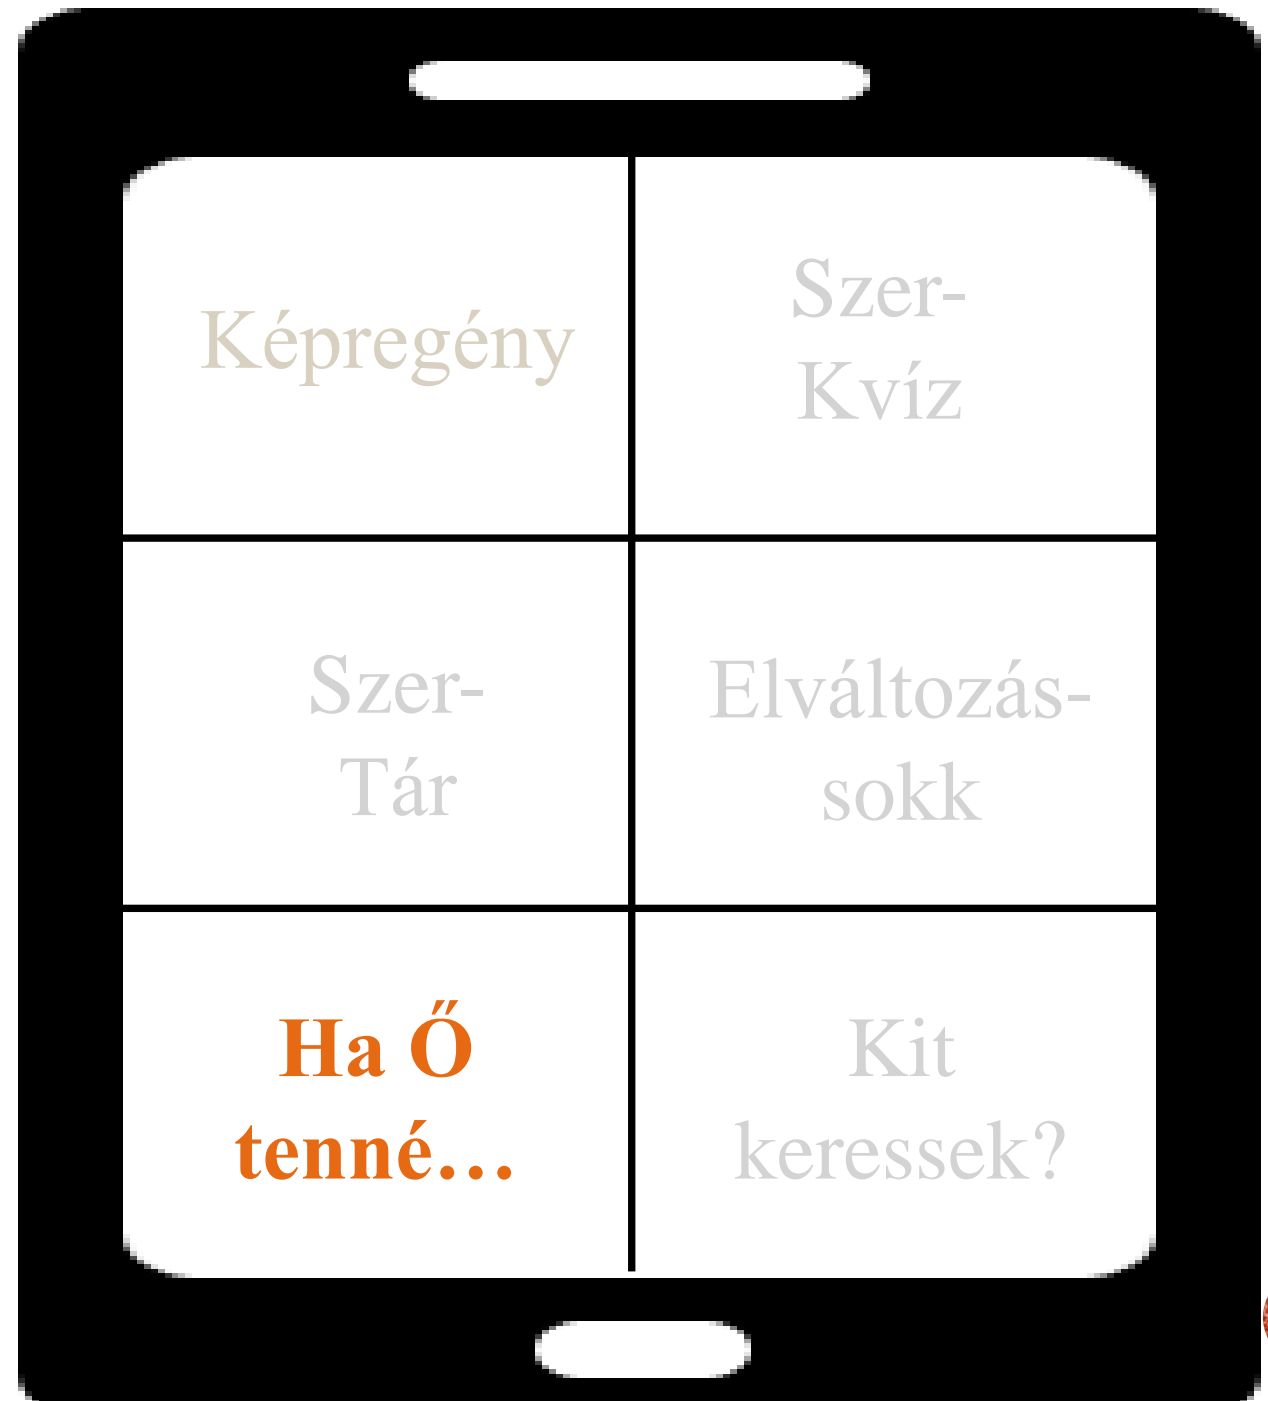 Képregény
Szer-
Kvíz
Szer-
Tár
Elváltozás-
sokk
Ha Ő
tenné...
Kit
keressek?